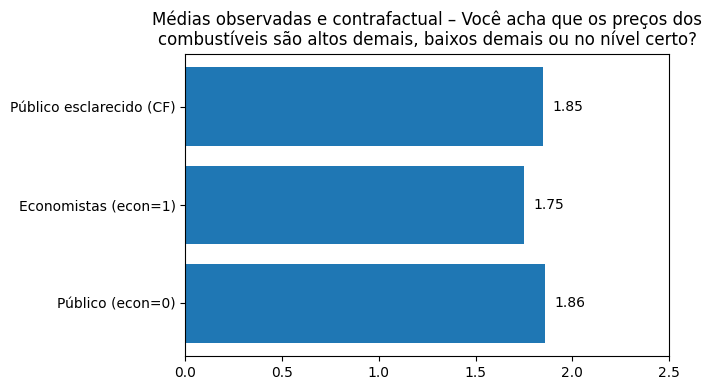 Médias observadas e contrafactual – Você acha que os preços dos
combustíveis são altos demais, baixos demais ou no nível certo?
Público esclarecido (CF)
1.85
Economistas (econ=1)
1.75
Público (econ=0)
1.86
0.0 0.5 1.0 1.5 2.0 2.5